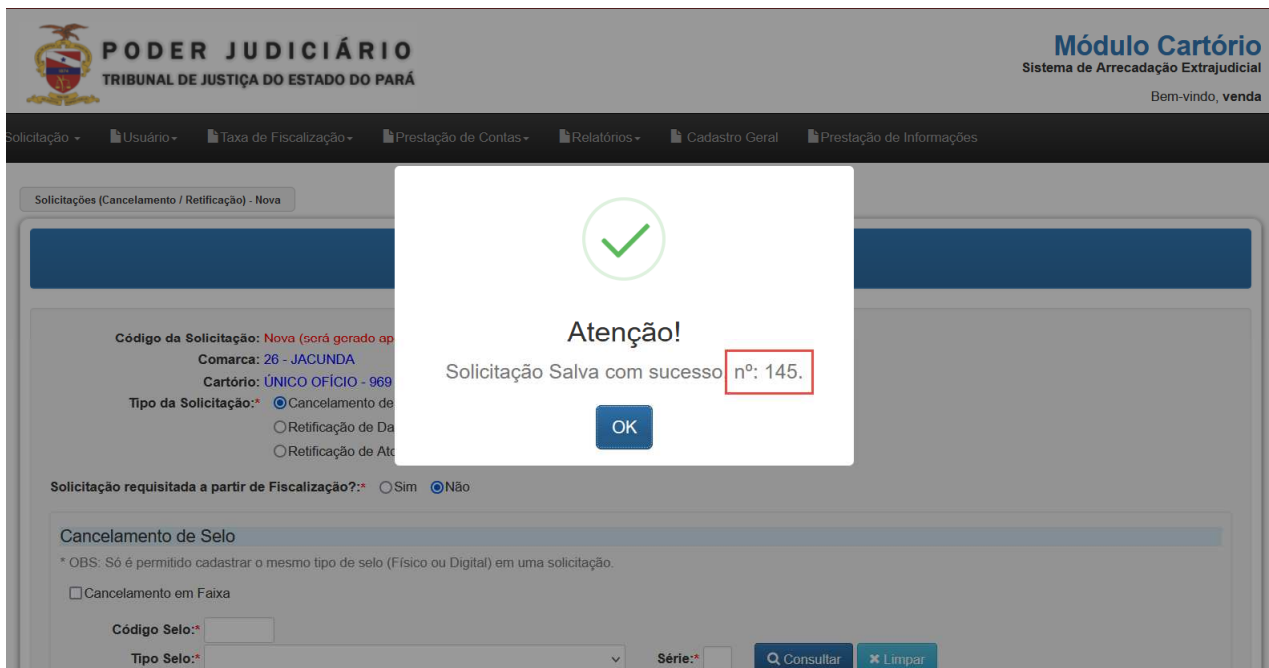 PODER JUDICIÁRIO
TRIBUNAL DE JUSTIÇA DO ESTADO DO PARÁ
Módulo Cartório
Sistema de Arrecadação Extrajudicial
Bem-vindo, venda
Solicitação Usuário Taxa de Fiscalização Prestação de Contas Relatórios Cadastro Geral Prestação de Informações
Solicitações (Cancelamento / Retificação) - Nova
Atenção!
Solicitação Salva com sucesso nº: 145.
OK
Código da Solicitação: Nova (será gerado ap
Comarca: 26 - JACUNDA
Cartório: ÚNICO OFÍCIO - 969
Tipo da Solicitação:* Cancelamento de
Retificação de Da
Retificação de Ato
Solicitação requisitada a partir de Fiscalização?:* Sim Não
Cancelamento de Selo
* OBS: Só é permitido cadastrar o mesmo tipo de selo (Físico ou Digital) em uma solicitação.
Cancelamento em Faixa
Código Selo:*
Tipo Selo:* Série:* Consultar Limpar